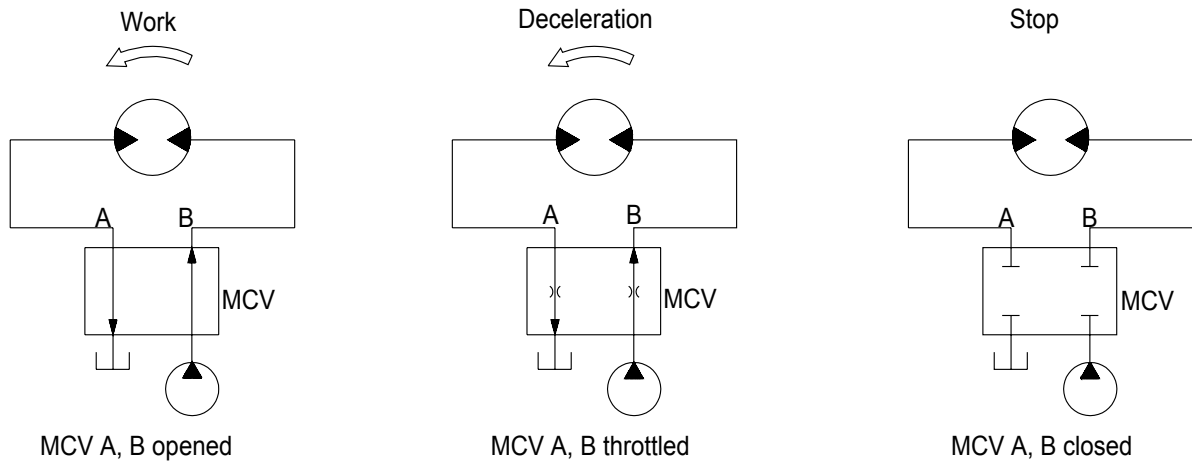 Work
Deceleration
Stop
A B
A B
A B
MCV
MCV
MCV
MCV A, B opened
MCV A, B throttled
MCV A, B closed